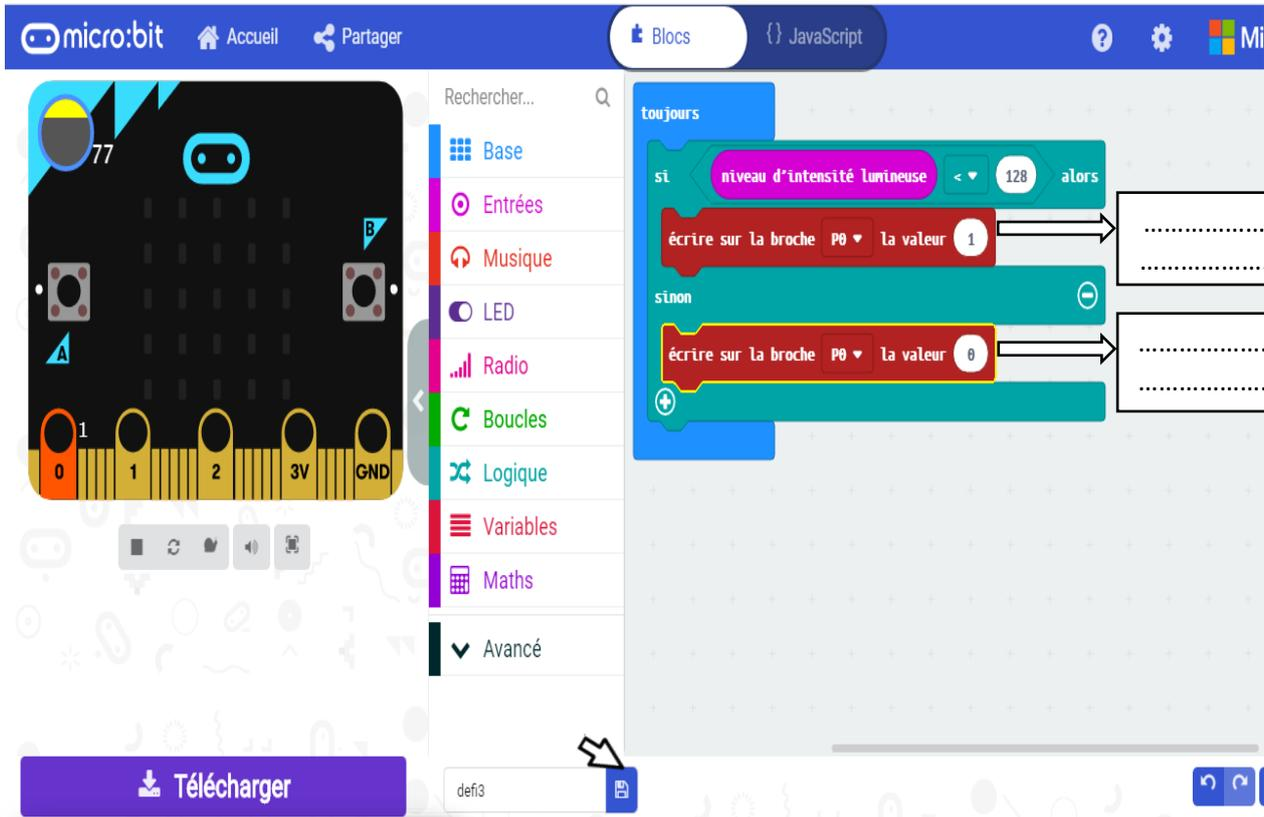 micro:bit Accueil Partager Blocs {} JavaScript ? Mi
77
B
A
1
0 1 2 3V GND
Télécharger
Rechercher...
Base
Entrées
Musique
LED
Radio
Boucles
Logique
Variables
Maths
Avancé
defi3
toujours
si niveau d'intensité lumineuse < 128 alors
écrire sur la broche P0 la valeur 1
sinon
écrire sur la broche P0 la valeur 0
..................
..................
..................
..................